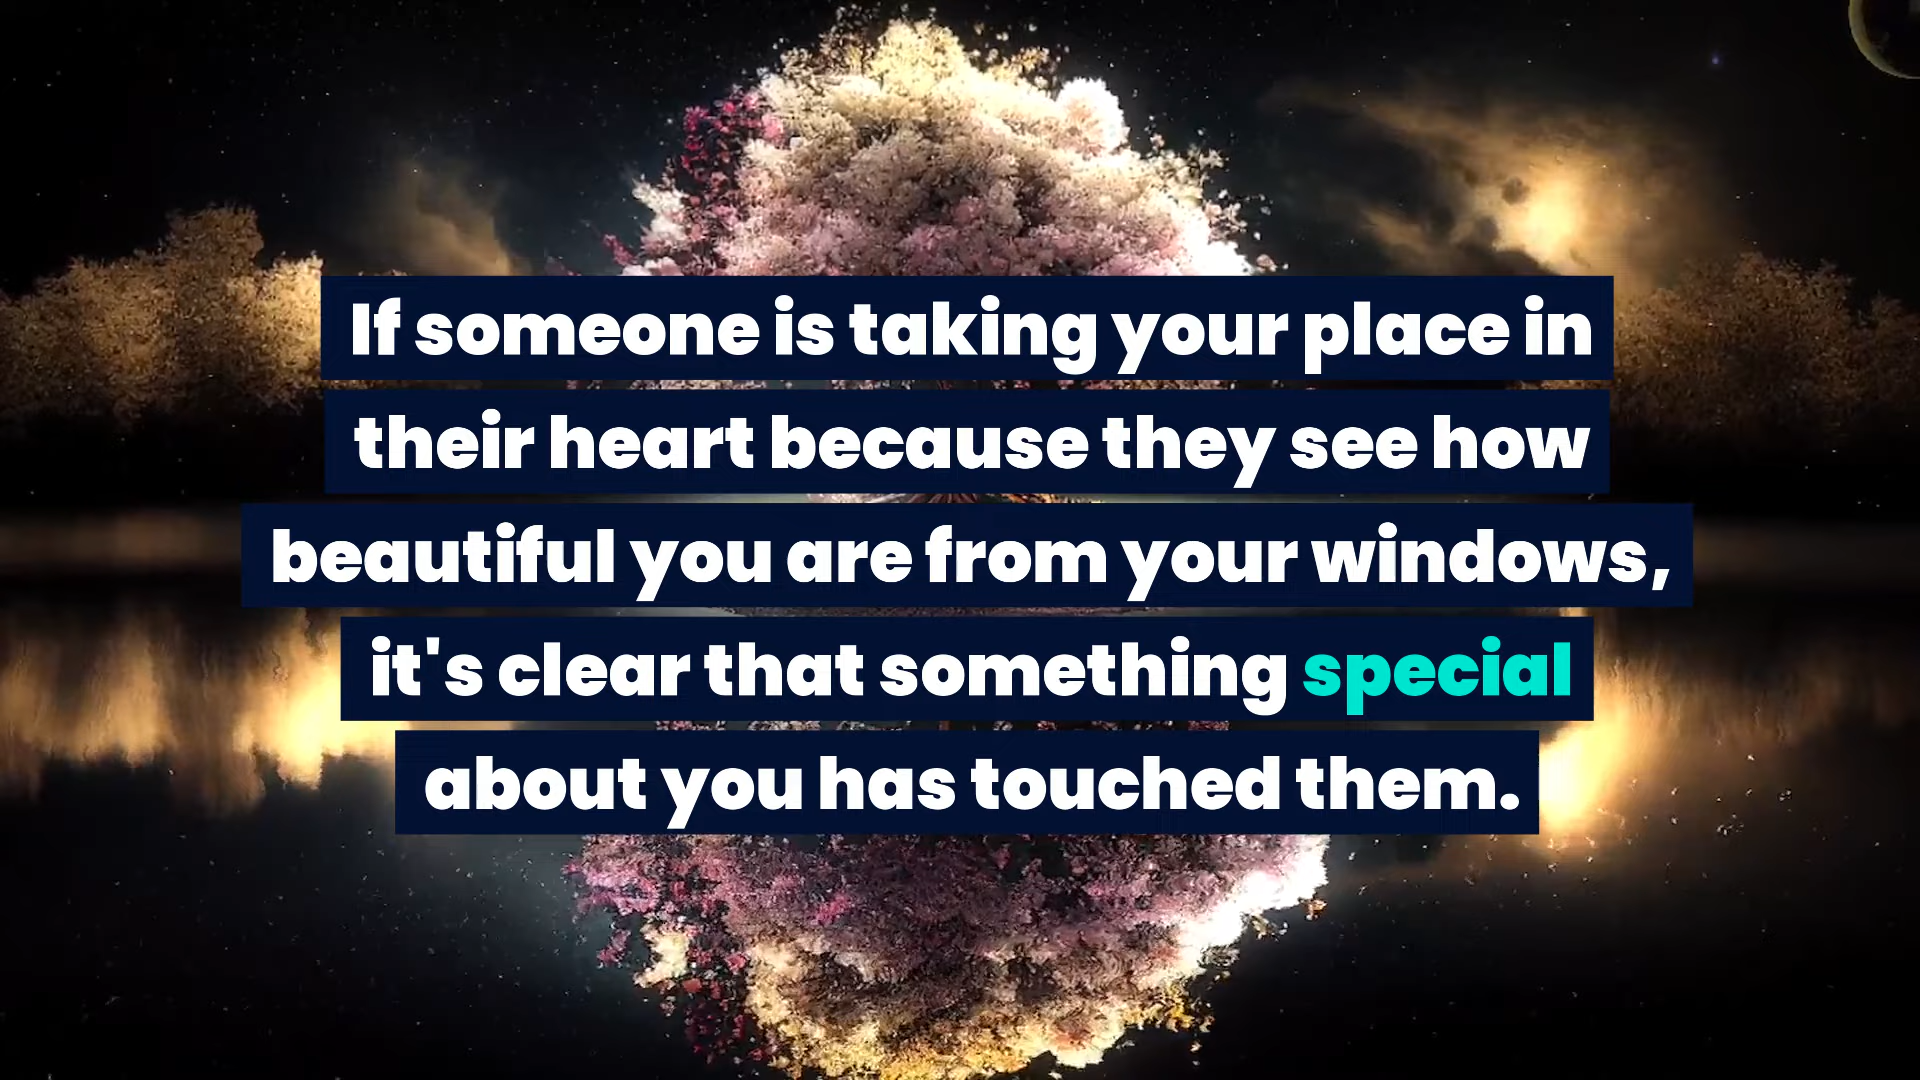 If someone is taking your place in
their heart because they see how
beautiful you are from your windows,
it's clear that something special
about you has touched them.